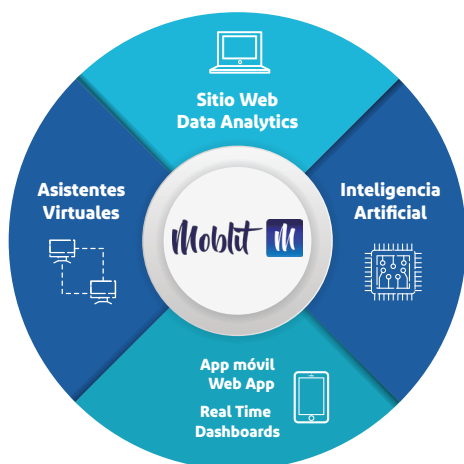 Sitio Web
Data Analytics
Asistentes
Virtuales
Inteligencia
Artificial
Moblit M
App móvil
Web App
Real Time
Dashboards